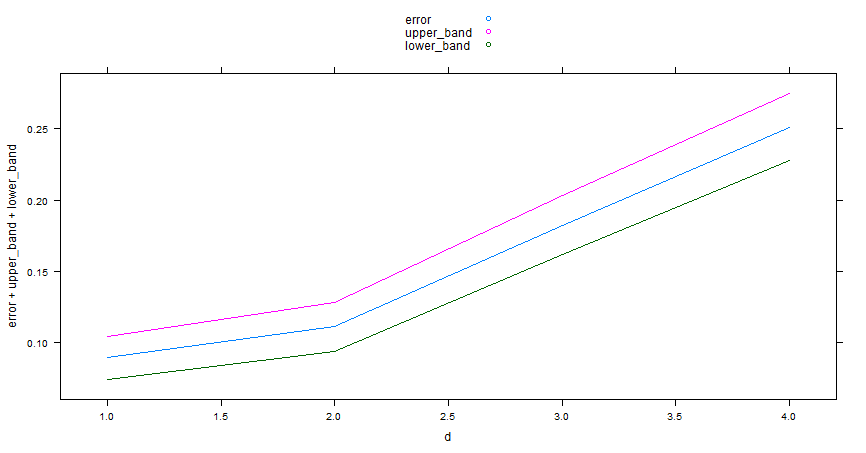 error
upper_band
lower_band
error + upper_band + lower_band
0.25
0.20
0.15
0.10
1.0 1.5 2.0 2.5 3.0 3.5 4.0
d